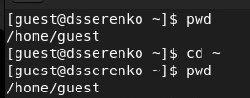 [guest@dsserenko ~]$ pwd
/home/guest
[guest@dsserenko ~]$ cd ~
[guest@dsserenko ~]$ pwd
/home/guest